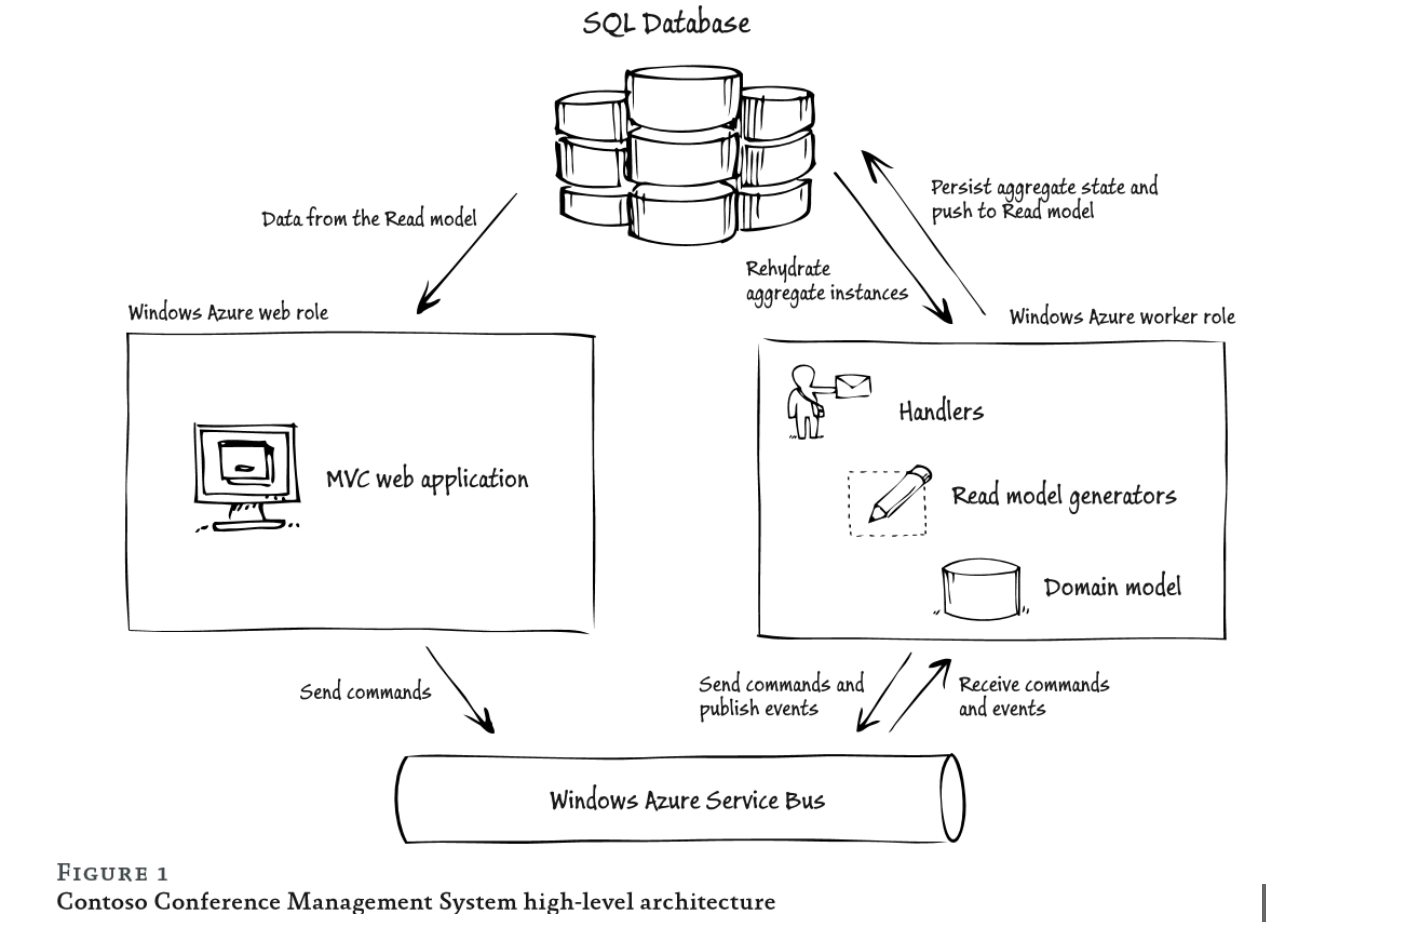 SQL Database
Data from the Read model
Persist aggregate state and
push to Read model
Rehydrate
aggregate instances
Windows Azure web role
Windows Azure worker role
MVC web application
Handlers
Read model generators
Domain model
Send commands
Send commands and
publish events
Receive commands
and events
Windows Azure Service Bus
FIGURE 1
Contoso Conference Management System high-level architecture